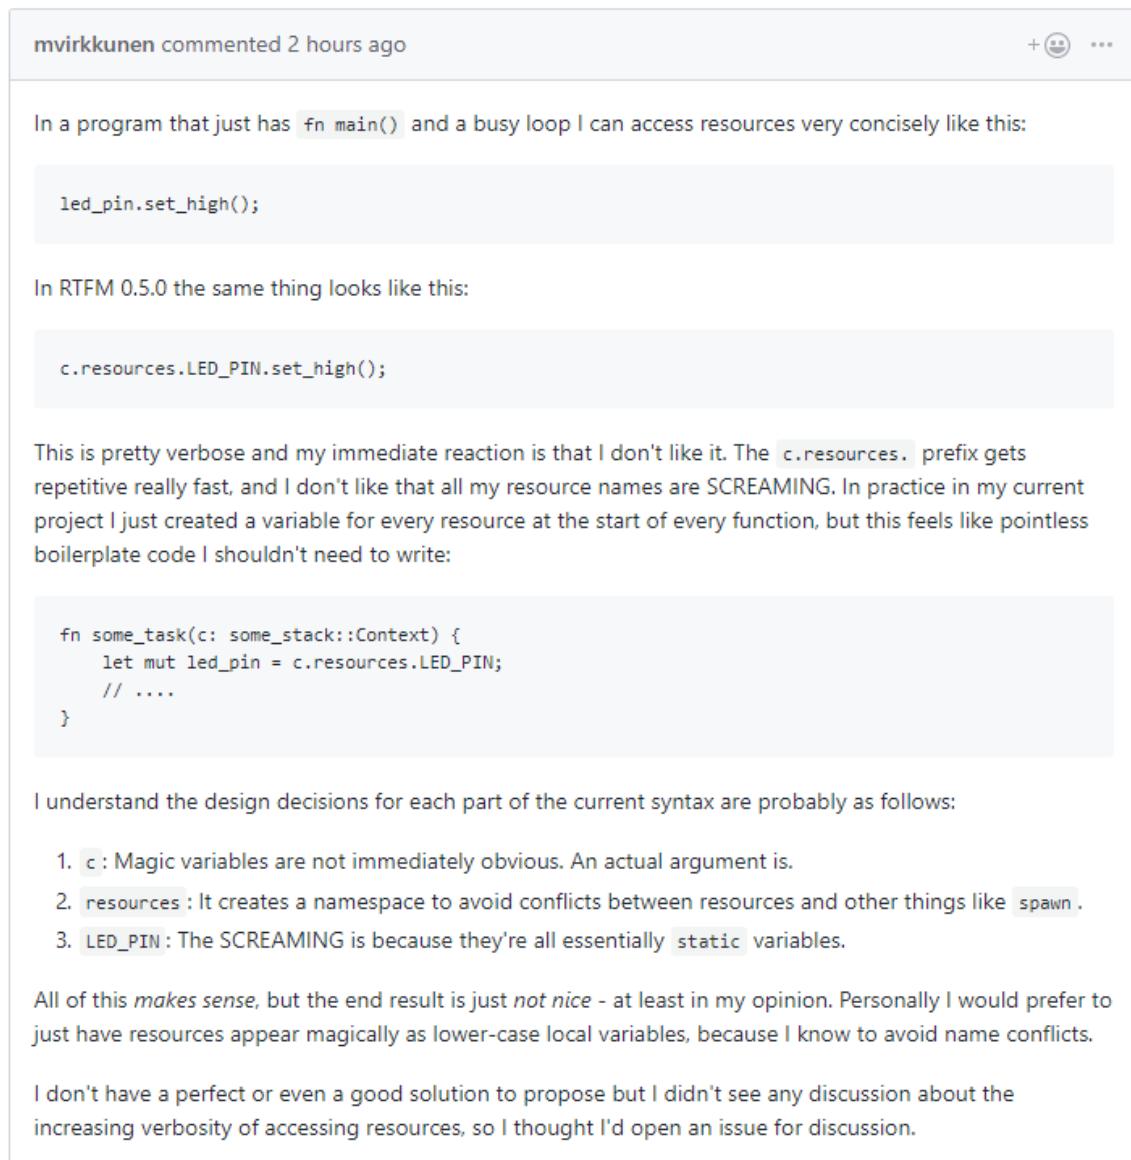 mvirkkunen commented 2 hours ago
In a program that just has fn main() and a busy loop I can access resources very concisely like this:
led_pin.set_high();
In RTFM 0.5.0 the same thing looks like this:
c.resources.LED_PIN.set_high();
This is pretty verbose and my immediate reaction is that I don't like it. The c.resources. prefix gets
repetitive really fast, and I don't like that all my resource names are SCREAMING. In practice in my current
project I just created a variable for every resource at the start of every function, but this feels like pointless
boilerplate code I shouldn't need to write:
fn some_task(c: some_stack::Context) {
    let mut led_pin = c.resources.LED_PIN;
    // ....
}
I understand the design decisions for each part of the current syntax are probably as follows:
1. c: Magic variables are not immediately obvious. An actual argument is.
2. resources: It creates a namespace to avoid conflicts between resources and other things like spawn.
3. LED_PIN: The SCREAMING is because they're all essentially static variables.
All of this makes sense, but the end result is just not nice - at least in my opinion. Personally I would prefer to
just have resources appear magically as lower-case local variables, because I know to avoid name conflicts.
I don't have a perfect or even a good solution to propose but I didn't see any discussion about the
increasing verbosity of accessing resources, so I thought I'd open an issue for discussion.